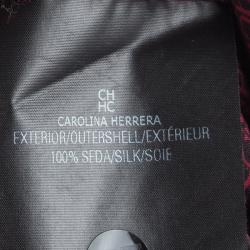 CH
HC
CAROLINA HERRERA
EXTERIOR/OUTERSHELL/EXTÉRIEUR
100% SEDA/SILK/SOIE